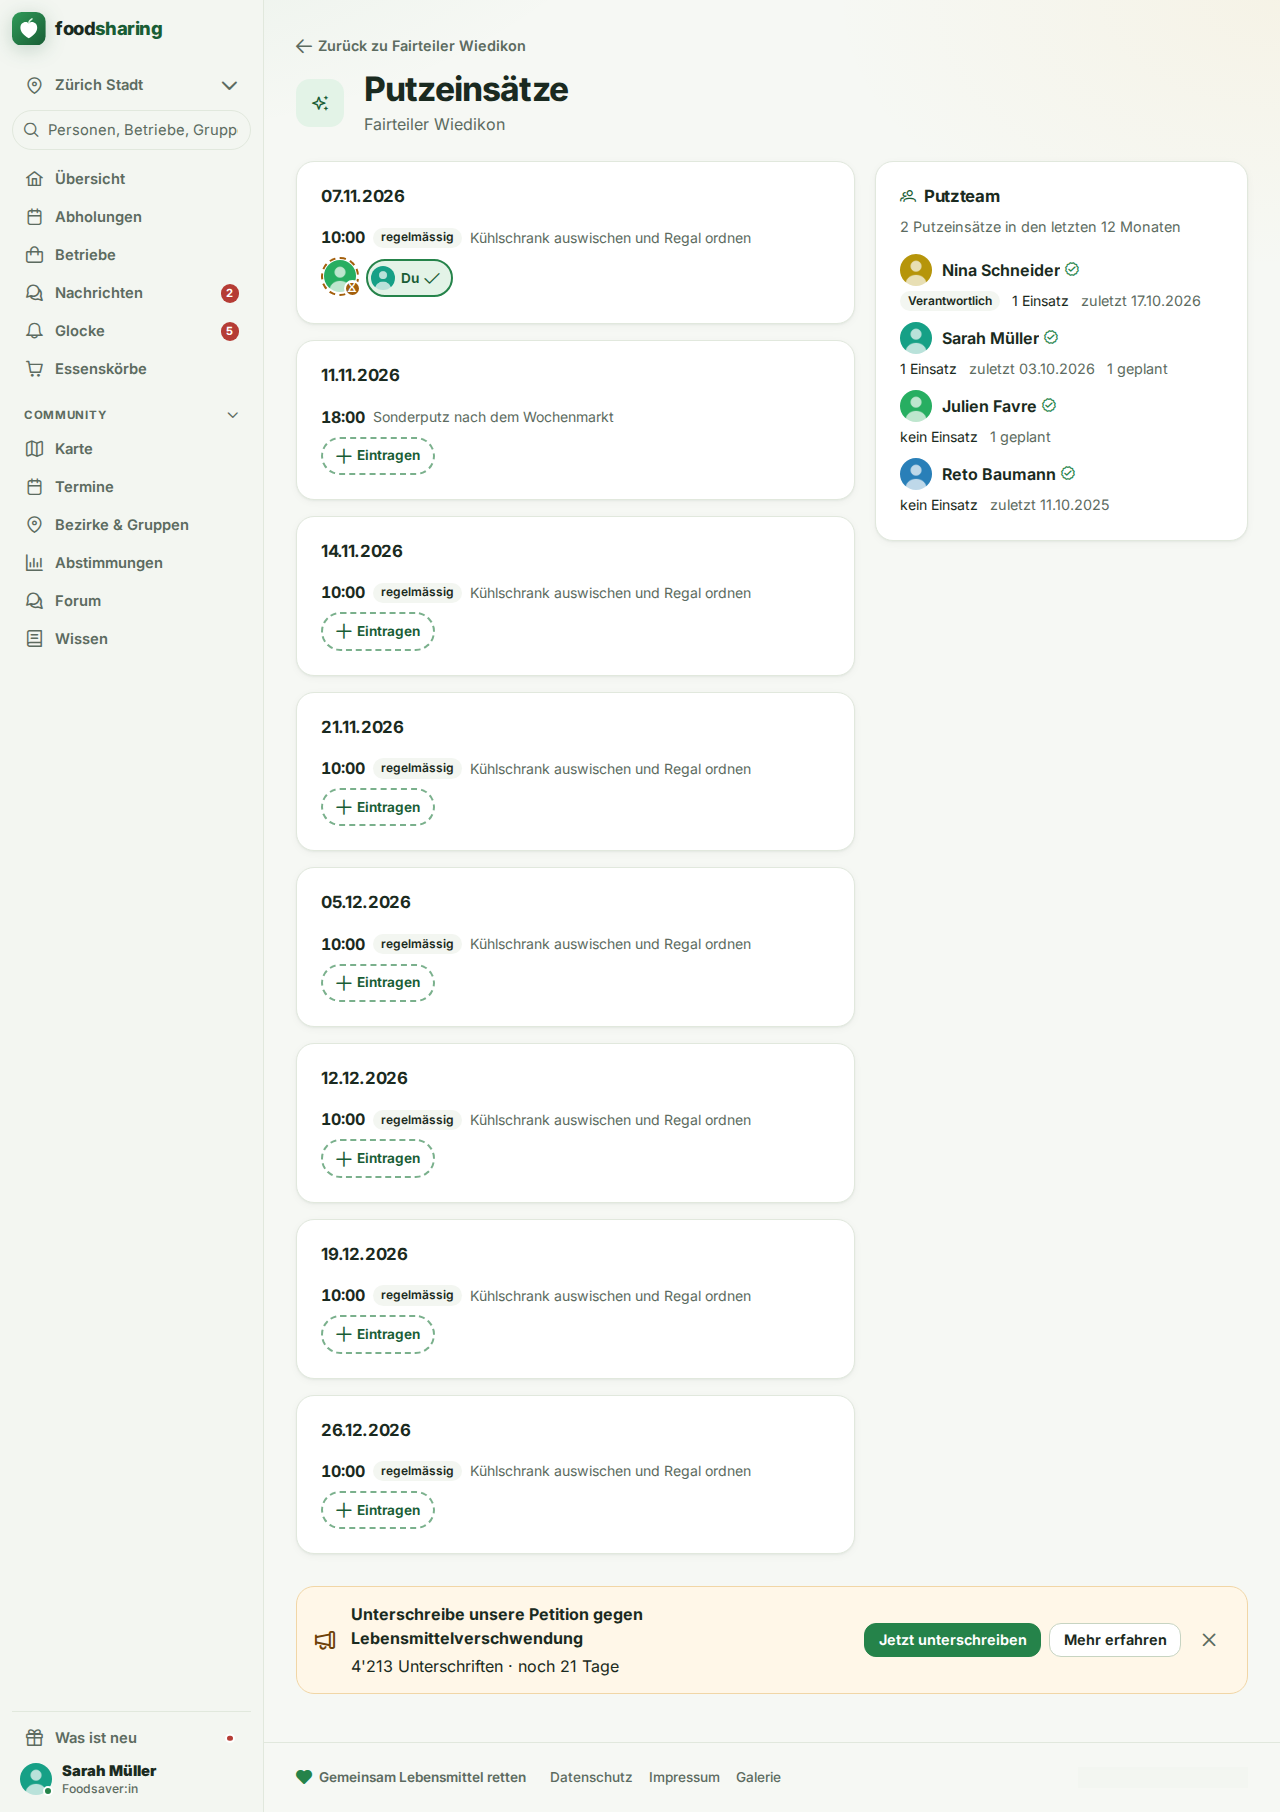 foodsharing
Zürich Stadt
Personen, Betriebe, Grupp
Übersicht
Abholungen
Betriebe
Nachrichten 2
Glocke 5
Essenskörbe
COMMUNITY
Karte
Termine
Bezirke & Gruppen
Abstimmungen
Forum
Wissen
Was ist neu
Sarah Müller
Foodsaver:in
Zurück zu Fairteiler Wiedikon
Putzeinsätze
Fairteiler Wiedikon
07.11.2026
10:00 regelmässig Kühlschrank auswischen und Regal ordnen
Du
11.11.2026
18:00 Sonderputz nach dem Wochenmarkt
Eintragen
14.11.2026
10:00 regelmässig Kühlschrank auswischen und Regal ordnen
Eintragen
21.11.2026
10:00 regelmässig Kühlschrank auswischen und Regal ordnen
Eintragen
05.12.2026
10:00 regelmässig Kühlschrank auswischen und Regal ordnen
Eintragen
12.12.2026
10:00 regelmässig Kühlschrank auswischen und Regal ordnen
Eintragen
19.12.2026
10:00 regelmässig Kühlschrank auswischen und Regal ordnen
Eintragen
26.12.2026
10:00 regelmässig Kühlschrank auswischen und Regal ordnen
Eintragen
Putzteam
2 Putzeinsätze in den letzten 12 Monaten
Nina Schneider
Verantwortlich 1 Einsatz zuletzt 17.10.2026
Sarah Müller
1 Einsatz zuletzt 03.10.2026 1 geplant
Julien Favre
kein Einsatz 1 geplant
Reto Baumann
kein Einsatz zuletzt 11.10.2025
Unterschreibe unsere Petition gegen
Lebensmittelverschwendung
4'213 Unterschriften · noch 21 Tage
Jetzt unterschreiben
Mehr erfahren
Gemeinsam Lebensmittel retten Datenschutz Impressum Galerie